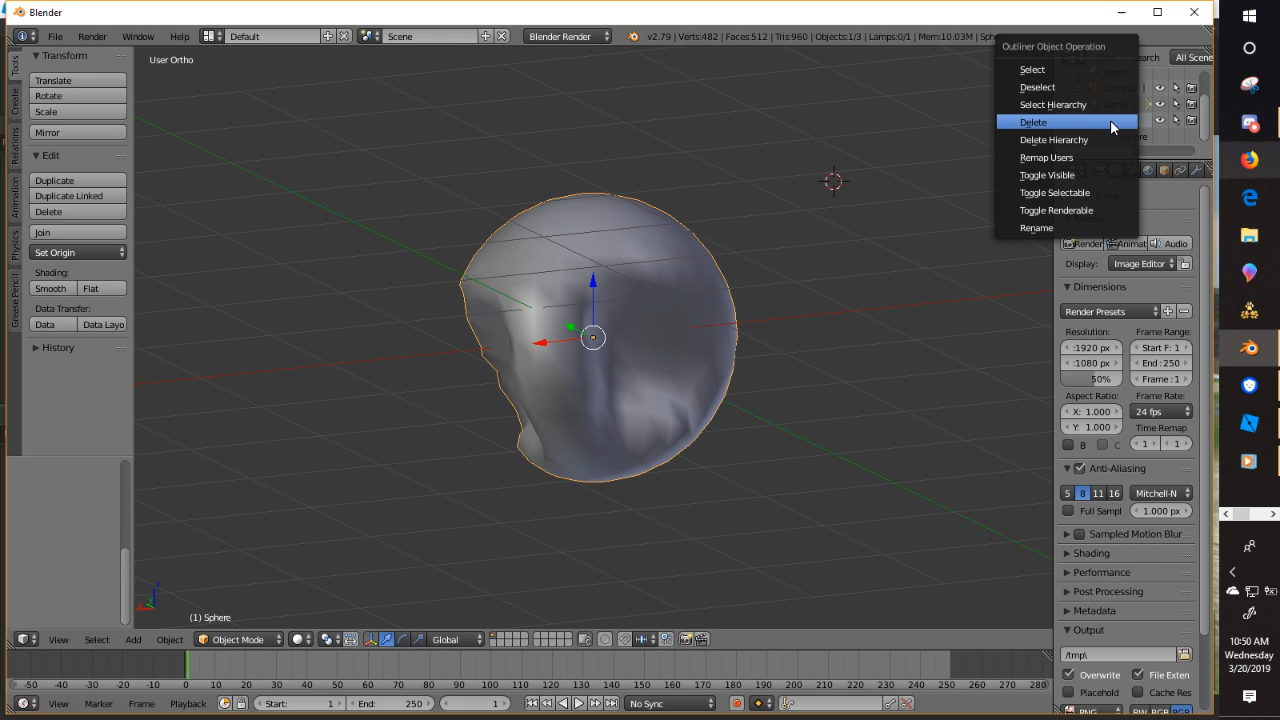 Blender
File Render Window Help Default Scene Blender Render v2.79 | Verts:482 | Faces:512 | Tris:960 | Objects:1/3 | Lamps:0/1 | Mem:10.03M | Sph
Outliner Object Operation
Select
Deselect
Select Hierarchy
Delete
Delete Hierarchy
Remap Users
Toggle Visible
Toggle Selectable
Toggle Renderable
Rename
All Scene
Tools
Create
Relations
Animation
Physics
Grease Pencil
Transform
Translate
Rotate
Scale
Mirror
Edit
Duplicate
Duplicate Linked
Delete
Join
Set Origin
Shading:
Smooth Flat
Data Transfer:
Data Data Layo
History
User Ortho
(1) Sphere
Render Animat Audio
Display: Image Editor
Dimensions
Render Presets
Resolution: Frame Range:
:1920 px Start F: 1
:1080 px End : 250
50% Frame : 1
Aspect Ratio: Frame Rate:
X: 1.000 24 fps
Y: 1.000 Time Remap
B C 1 1
Anti-Aliasing
5 8 11 16 Mitchell-N
Full Sampl 1.000 px
Sampled Motion Blur
Shading
Performance
Post Processing
Metadata
Output
/tmp\
Overwrite File Exten
Placehold Cache Res
PNG BW RGB RGB
View Select Add Object Object Mode Global
-50 -40 -30 -20 -10 0 10 20 30 40 50 60 70 80 90 100 110 120 130 140 150 160 170 180 190 200 210 220 230 240 250 260 270 280
View Marker Frame Playback Start: 1 End: 250 1 No Sync
10:50 AM
Wednesday
3/20/2019